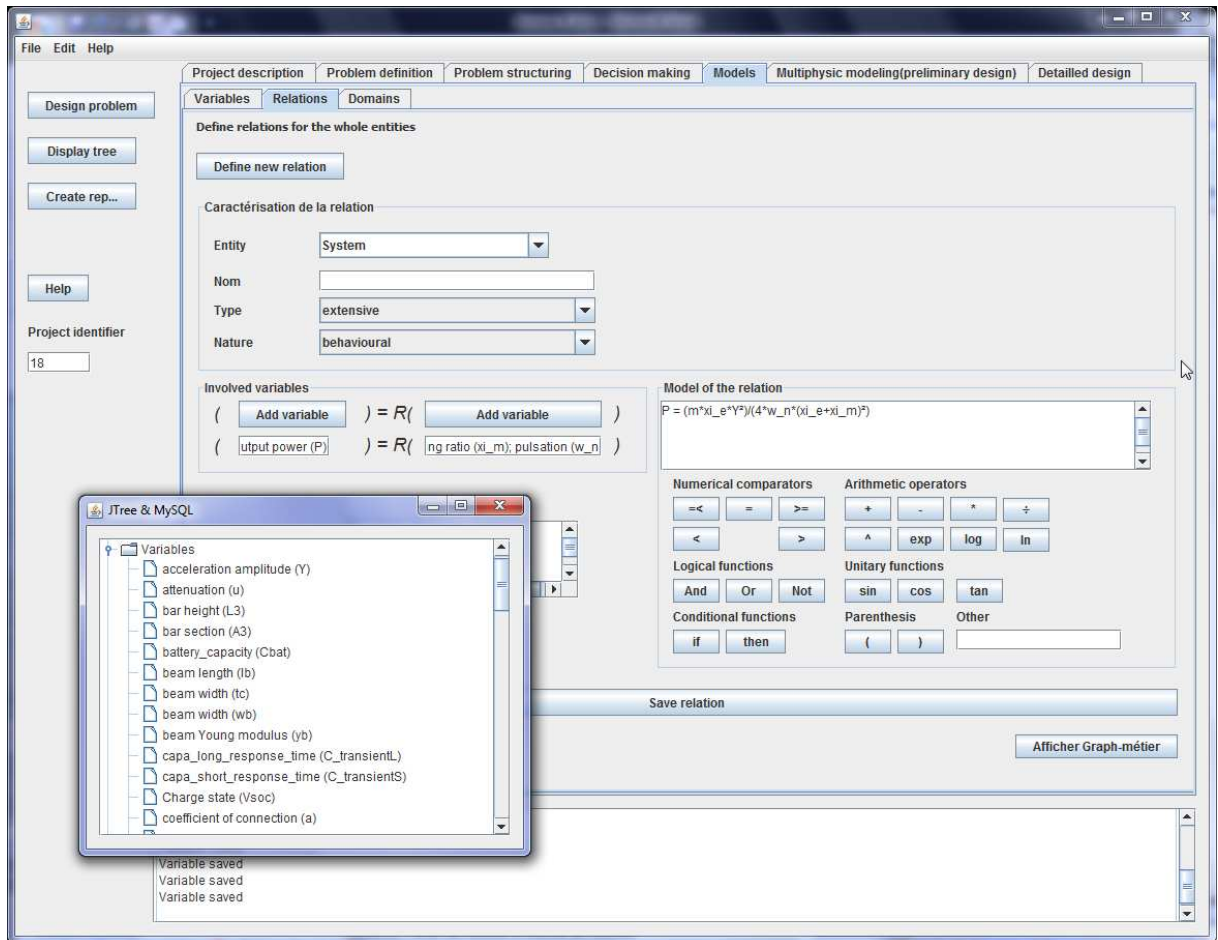 File Edit Help
Project description Problem definition Problem structuring Decision making Models Multiphysic modeling(preliminary design) Detailled design
Design problem
Display tree
Create rep...
Help
Project identifier
18
Variables Relations Domains
Define relations for the whole entities
Define new relation
Caractérisation de la relation
Entity System
Nom
Type extensive
Nature behavioural
Involved variables
( Add variable ) = R( Add variable )
( utput power (P) ) = R( ng ratio (xi_m); pulsation (w_n )
Model of the relation
P = (m*xi_e*Y²)/(4*w_n*(xi_e+xi_m)²)
Numerical comparators Arithmetic operators
=< = >= + - * ÷
< > ^ exp log ln
Logical functions Unitary functions
And Or Not sin cos tan
Conditional functions Parenthesis Other
if then ( )
Save relation
Afficher Graph-métier
JTree & MySQL
Variables
acceleration amplitude (Y)
attenuation (u)
bar height (L3)
bar section (A3)
battery_capacity (Cbat)
beam length (lb)
beam width (tc)
beam width (wb)
beam Young modulus (yb)
capa_long_response_time (C_transientL)
capa_short_response_time (C_transientS)
Charge state (Vsoc)
coefficient of connection (a)
Variable saved
Variable saved
Variable saved